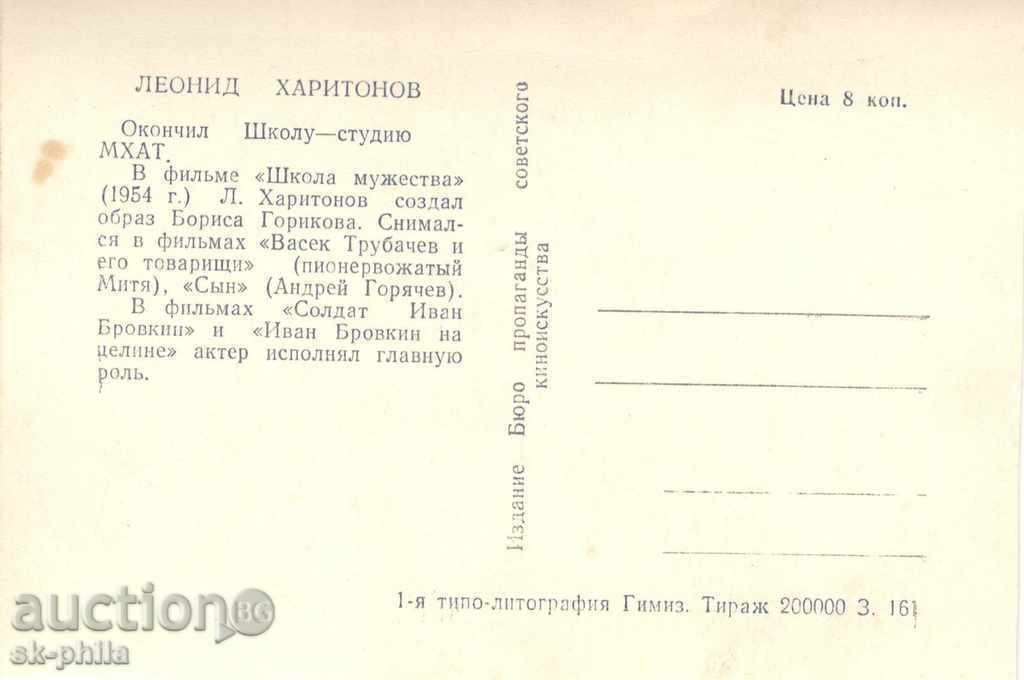 ЛЕОНИД ХАРИТОНОВ
Окончил Школу—студию
МХАТ.
В фильме «Школа мужества»
(1954 г.) Л. Харитонов создал
образ Бориса Горикова. Снимал-
ся в фильмах «Васек Трубачев и
его товарищи» (пионервожатый
Митя), «Сын» (Андрей Горячев).
В фильмах «Солдат Иван
Бровкин» и «Иван Бровкин на
целине» актер исполнял главную
роль.
Издание Бюро пропаганды советского
киноискусства
Цена 8 коп.
1-я типо-литография Гимиз. Тираж 200000 З. 161
auction BG
sk-phila